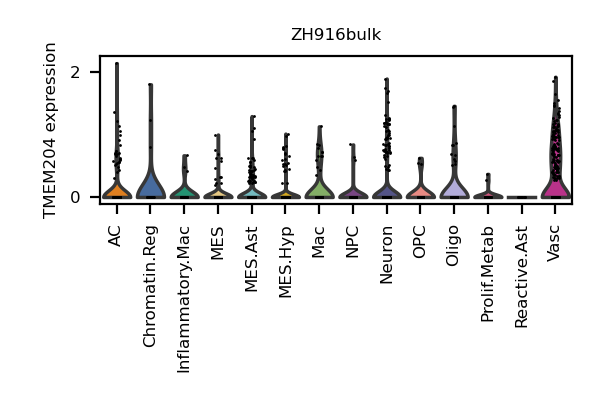 ZH916bulk
TMEM204 expression
2
0
AC
Chromatin.Reg
Inflammatory.Mac
MES
MES.Ast
MES.Hyp
Mac
NPC
Neuron
OPC
Oligo
Prolif.Metab
Reactive.Ast
Vasc